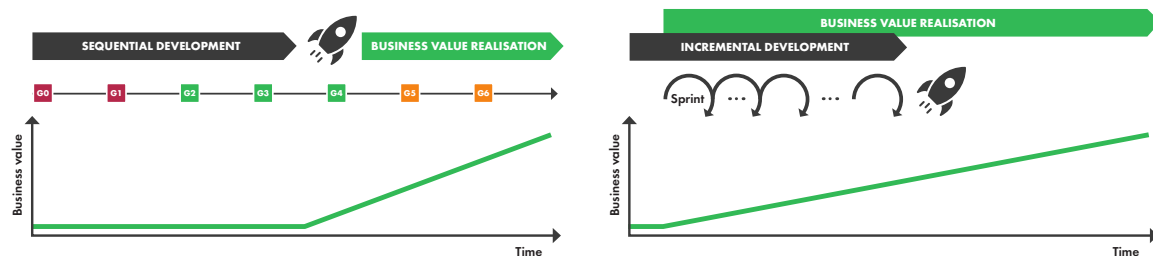 SEQUENTIAL DEVELOPMENT
BUSINESS VALUE REALISATION
G0 G1 G2 G3 G4 G5 G6
Business value
Time
BUSINESS VALUE REALISATION
INCREMENTAL DEVELOPMENT
Sprint ... ...
Business value
Time